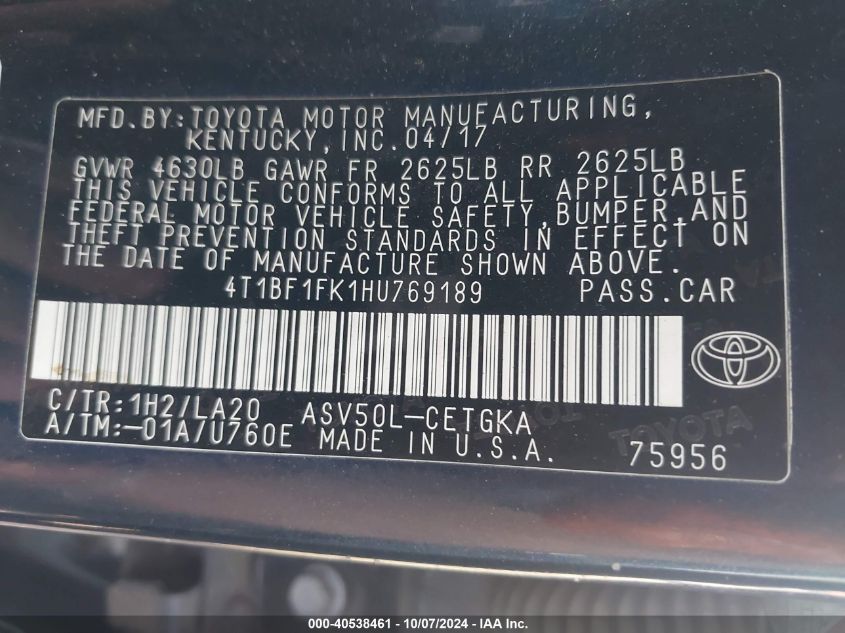 MFD. BY: TOYOTA MOTOR MANUFACTURING,
KENTUCKY, INC. 04/17
GVWR 4630LB GAWR FR 2625LB RR 2625LB
THIS VEHICLE CONFORMS TO ALL APPLICABLE
FEDERAL MOTOR VEHICLE SAFETY, BUMPER, AND
THEFT PREVENTION STANDARDS IN EFFECT ON
THE DATE OF MANUFACTURE SHOWN ABOVE.
4T1BF1FK1HU769189 PASS. CAR
C/TR: 1H2/LA20 ASV50L-CETGKA
A/TM: -01A/U760E MADE IN U.S.A. 75956
TOYOTA
000-40538461 - 10/07/2024 - IAA Inc.